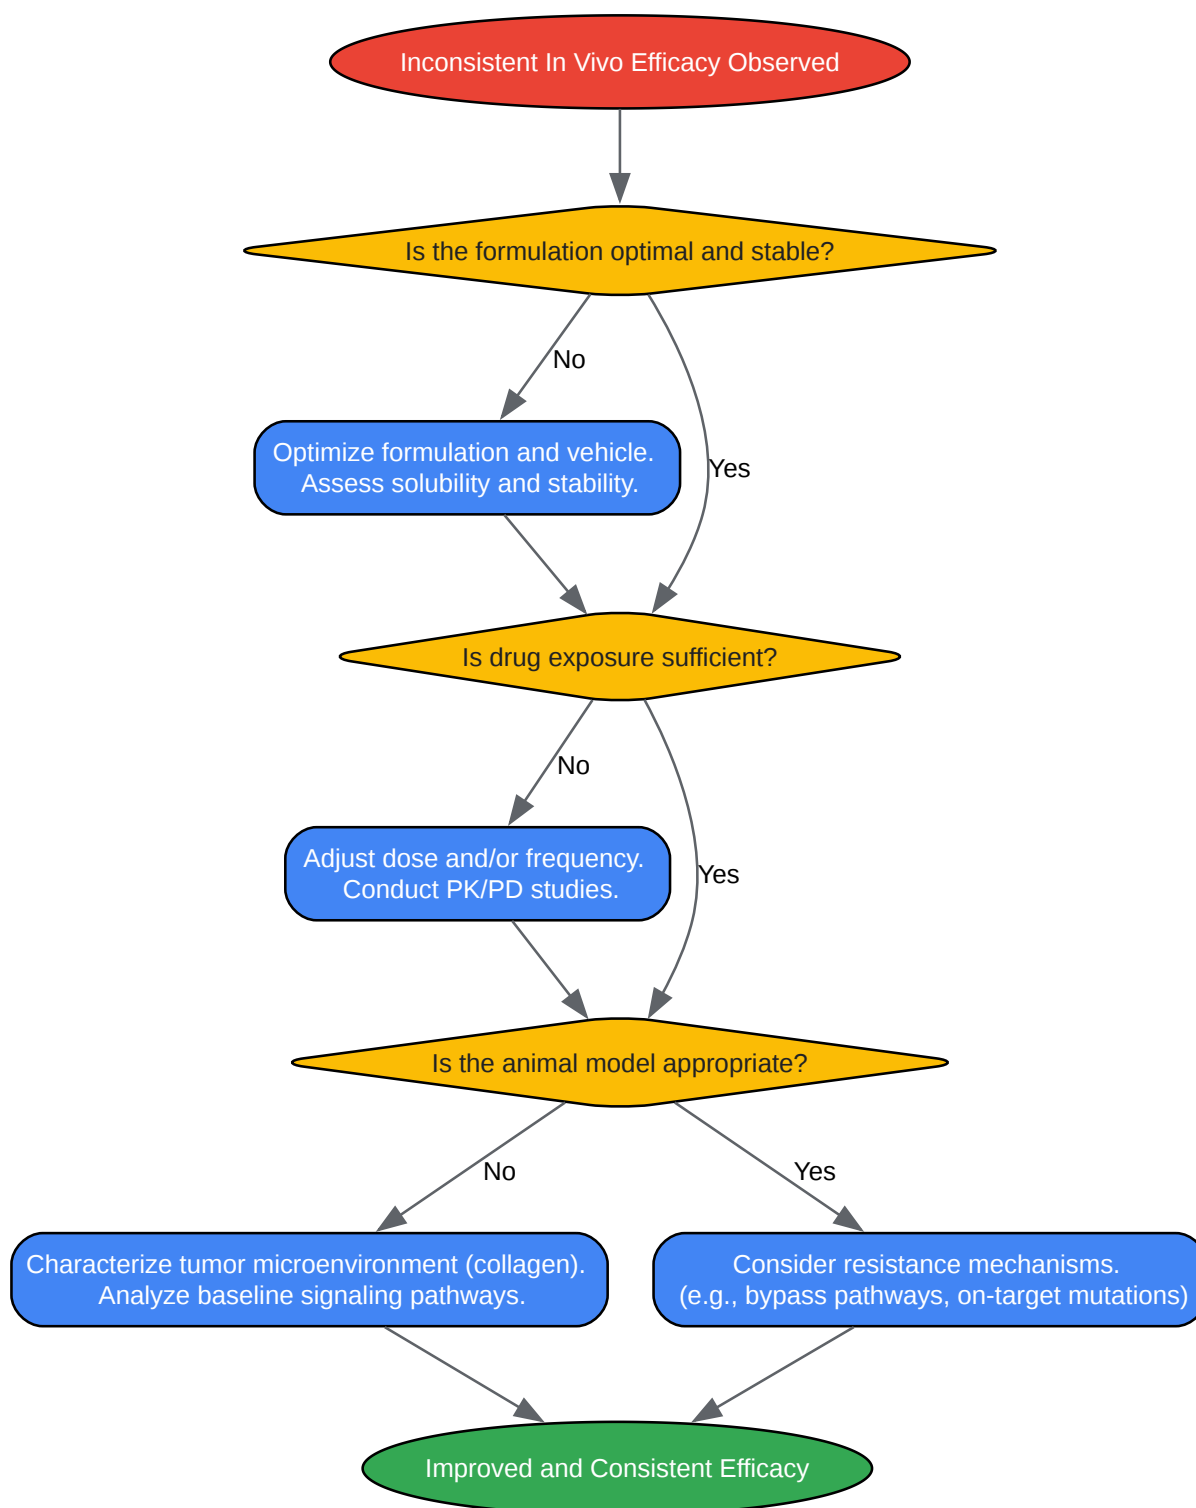 Inconsistent In Vivo Efficacy Observed
Is the formulation optimal and stable?
No
Optimize formulation and vehicle.
Assess solubility and stability.
Yes
Is drug exposure sufficient?
No
Adjust dose and/or frequency.
Conduct PK/PD studies.
Yes
Is the animal model appropriate?
No
Yes
Characterize tumor microenvironment (collagen).
Analyze baseline signaling pathways.
Consider resistance mechanisms.
(e.g., bypass pathways, on-target mutations)
Improved and Consistent Efficacy